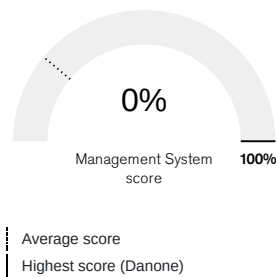 0%
Management System
score
100%
Average score
Highest score (Danone)